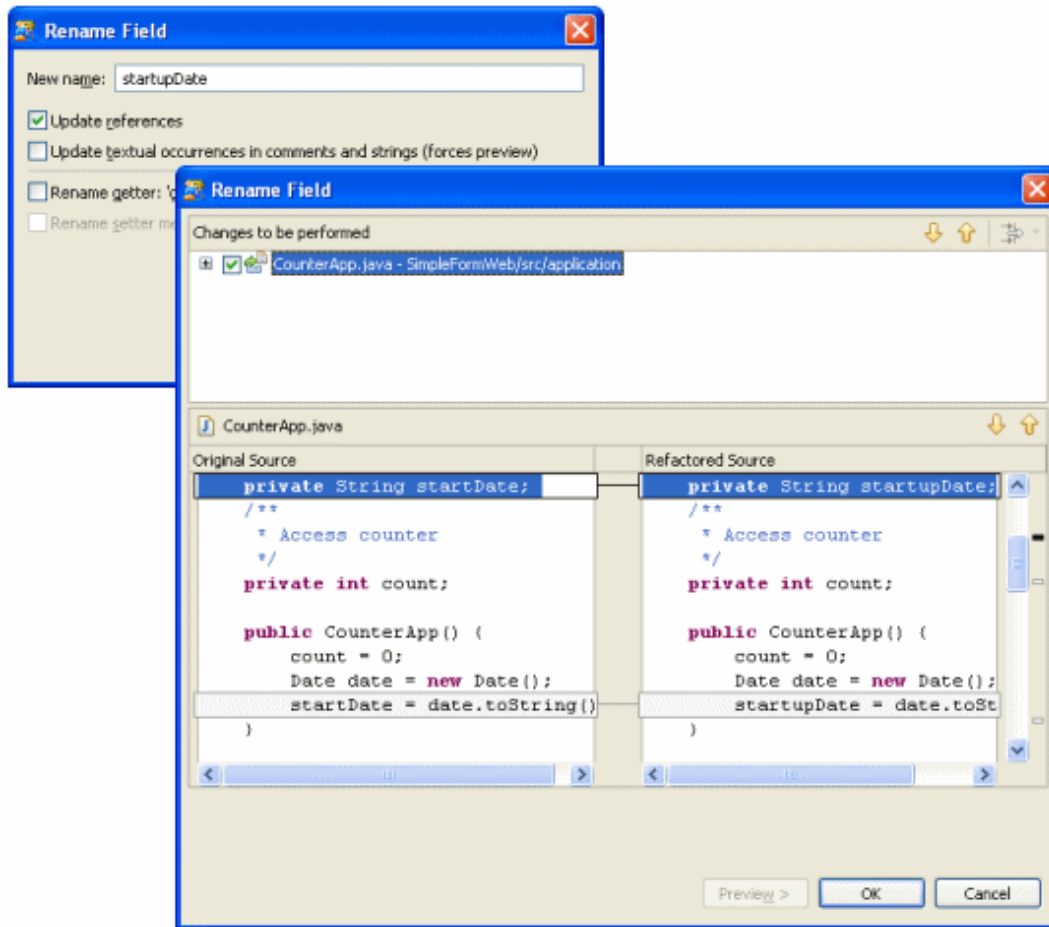 Rename Field
New name: startupDate
Update references
Update textual occurrences in comments and strings (forces preview)
Rename getter: 'g
Rename setter me
Rename Field
Changes to be performed
CounterApp.java - SimpleFormWeb/src/application
CounterApp.java
Original Source
private String startDate;
/**
* Access counter
*/
private int count;
public CounterApp() {
count = 0;
Date date = new Date();
startDate = date.toString()
}
Refactored Source
private String startupDate;
/**
* Access counter
*/
private int count;
public CounterApp() {
count = 0;
Date date = new Date();
startupDate = date.toSt
}
Preview >
OK
Cancel